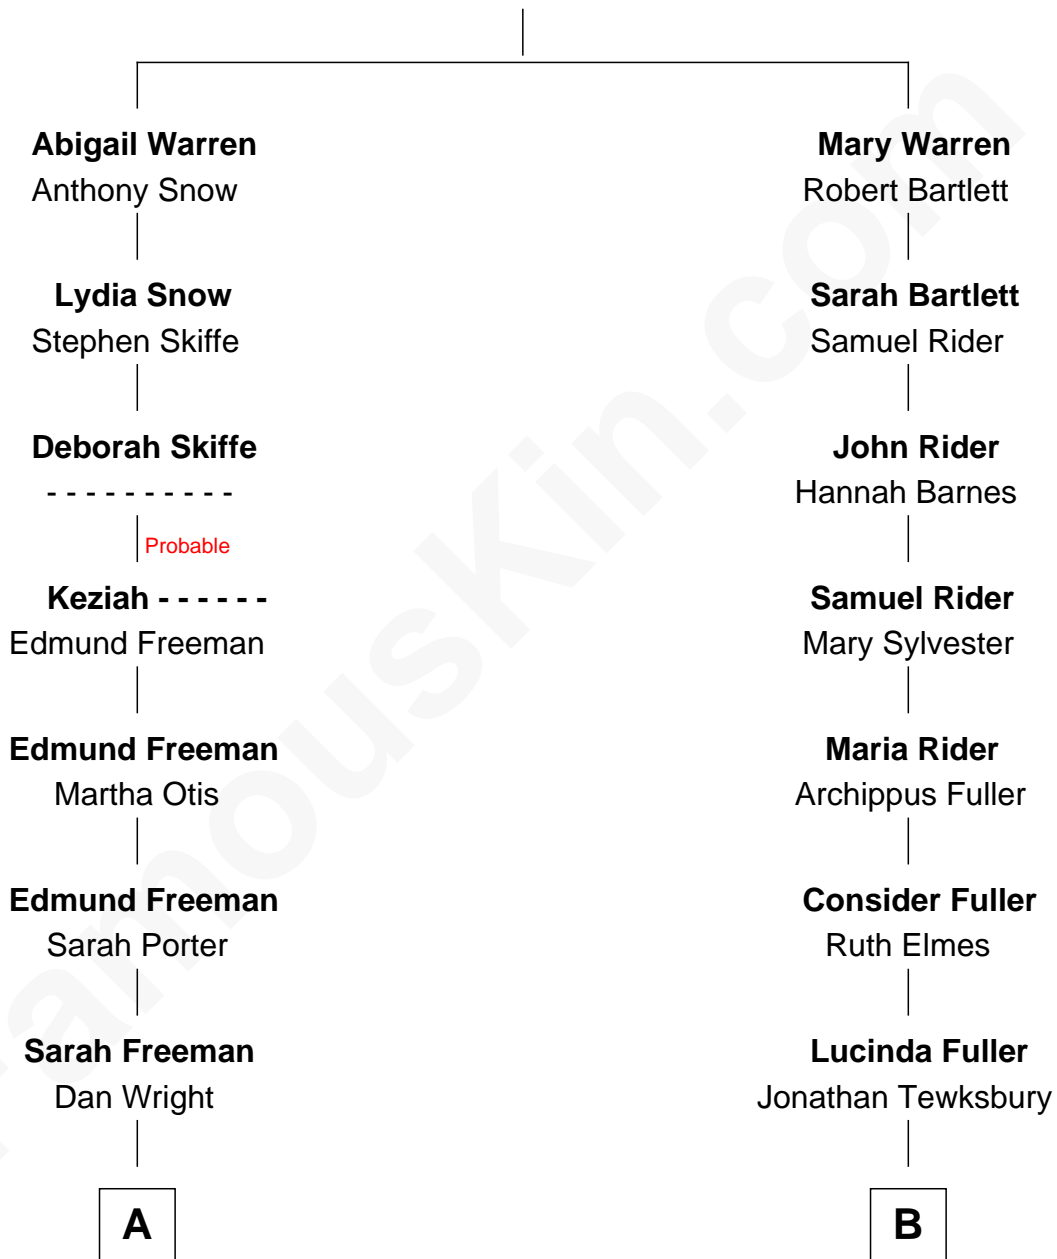 Abigail Warren
Anthony Snow
Lydia Snow
Stephen Skiffe
Deborah Skiffe
- - - - - - - - - -
Probable
Keziah - - - - - -
Edmund Freeman
Edmund Freeman
Martha Otis
Edmund Freeman
Sarah Porter
Sarah Freeman
Dan Wright
A
Mary Warren
Robert Bartlett
Sarah Bartlett
Samuel Rider
John Rider
Hannah Barnes
Samuel Rider
Mary Sylvester
Maria Rider
Archippus Fuller
Consider Fuller
Ruth Elmes
Lucinda Fuller
Jonathan Tewksbury
B
FamousKin.com